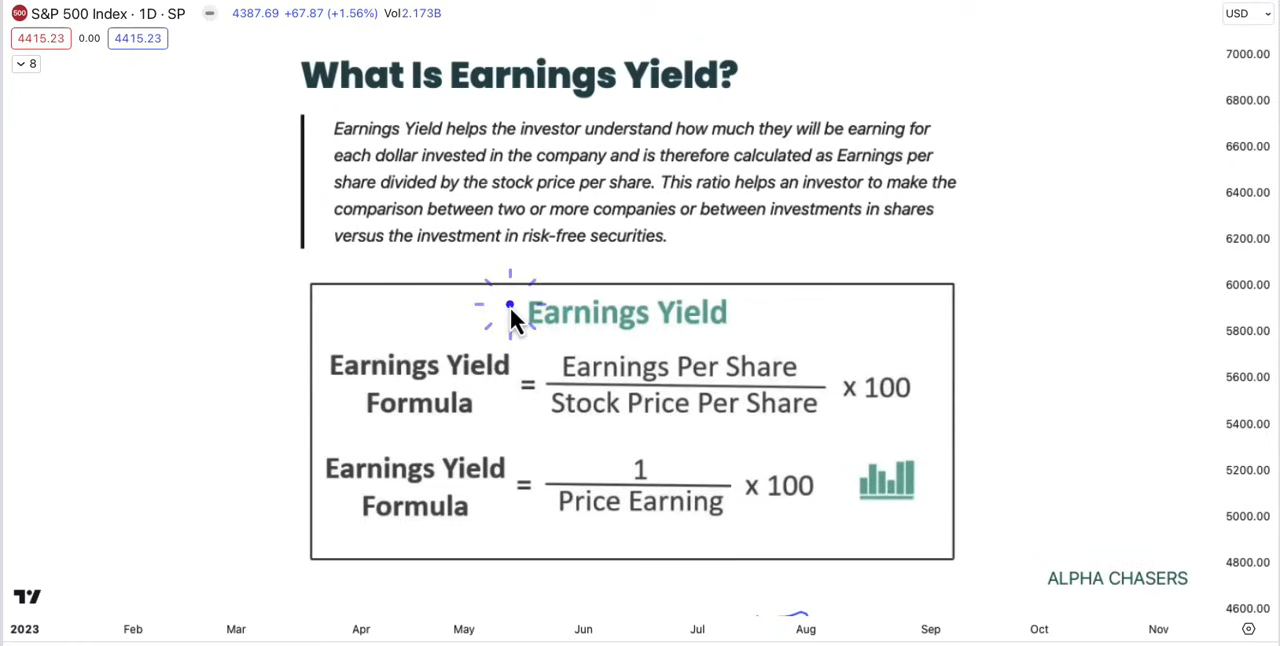 500 S&P 500 Index · 1D · SP 4387.69 +67.87 (+1.56%) Vol2.173B USD
4415.23 0.00 4415.23
8
What Is Earnings Yield?
Earnings Yield helps the investor understand how much they will be earning for
each dollar invested in the company and is therefore calculated as Earnings per
share divided by the stock price per share. This ratio helps an investor to make the
comparison between two or more companies or between investments in shares
versus the investment in risk-free securities.
Earnings Yield
Earnings Yield
Formula
=
Earnings Per Share
Stock Price Per Share
x 100
Earnings Yield
Formula
=
1
Price Earning
x 100
ALPHA CHASERS
7000.00
6800.00
6600.00
6400.00
6200.00
6000.00
5800.00
5600.00
5400.00
5200.00
5000.00
4800.00
4600.00
2023 Feb Mar Apr May Jun Jul Aug Sep Oct Nov